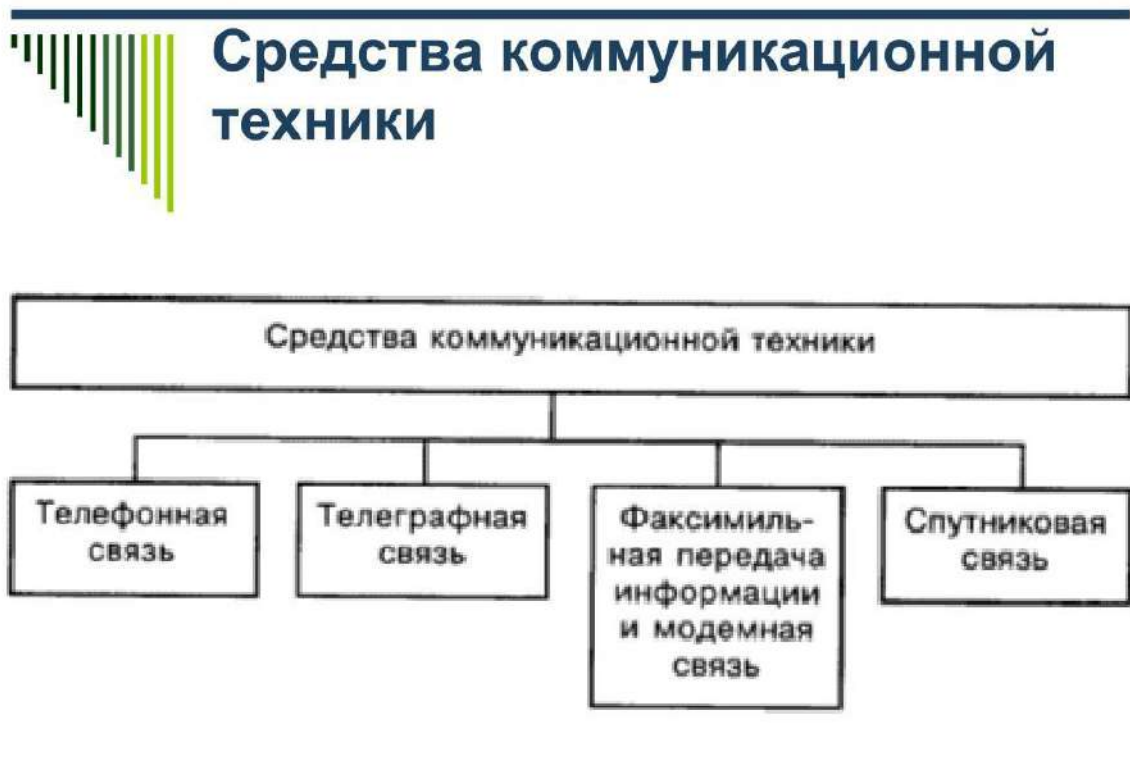 Средства коммуникационной
техники
Средства коммуникационной техники
Телефонная
связь
Телеграфная
связь
Факсимиль-
ная передача
информации
и модемная
связь
Спутниковая
связь